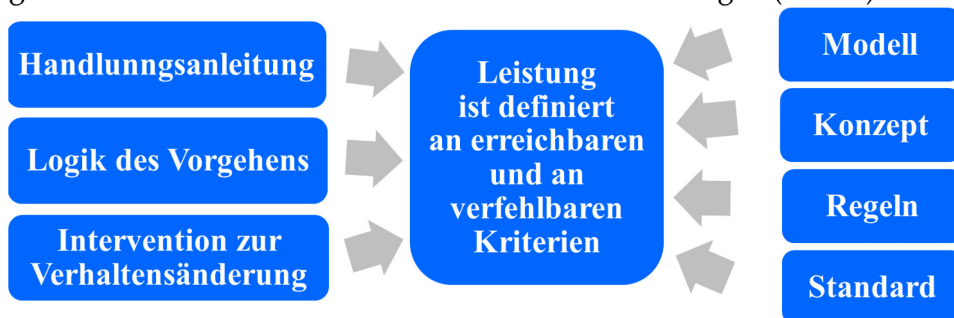 Handlunngsanleitung
Logik des Vorgehens
Intervention zur
Verhaltensänderung
Leistung
ist definiert
an erreichbaren
und an
verfehlbaren
Kriterien
Modell
Konzept
Regeln
Standard